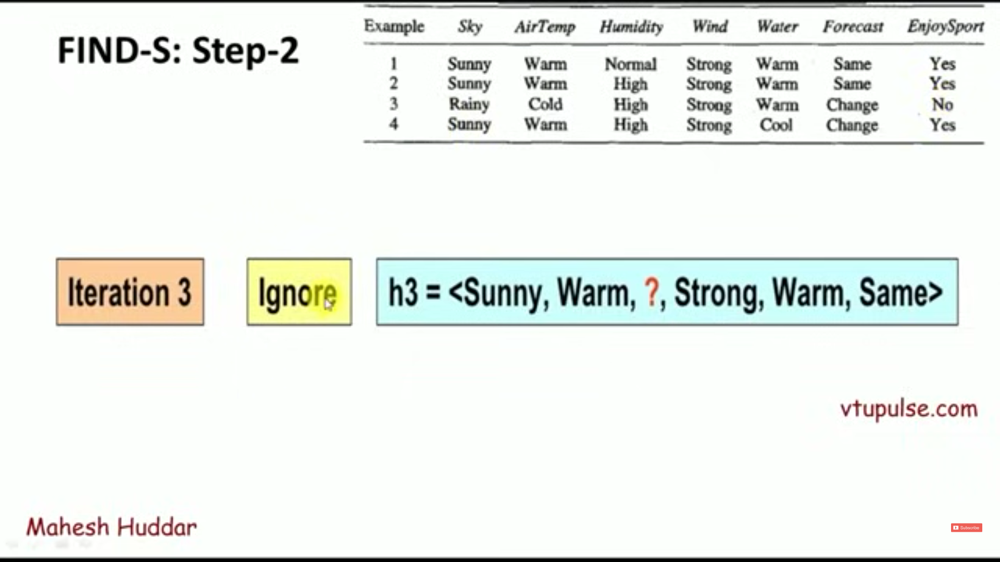 FIND-S: Step-2
Example Sky AirTemp Humidity Wind Water Forecast EnjoySport
1 Sunny Warm Normal Strong Warm Same Yes
2 Sunny Warm High Strong Warm Same Yes
3 Rainy Cold High Strong Warm Change No
4 Sunny Warm High Strong Cool Change Yes
Iteration 3 Ignore h3 = <Sunny, Warm, ?, Strong, Warm, Same>
vtupulse.com
Mahesh Huddar
Subscribe